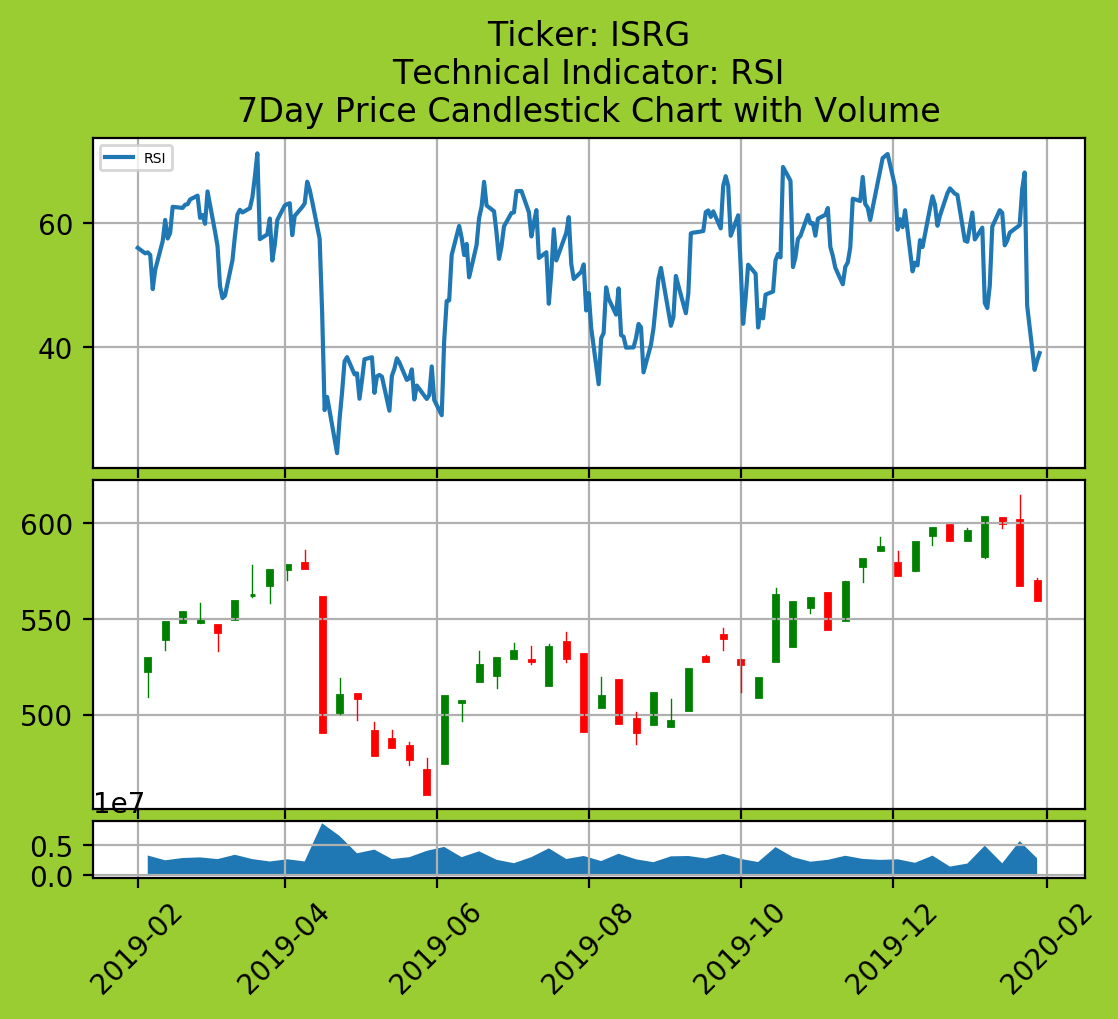 Ticker: ISRG
Technical Indicator: RSI
7Day Price Candlestick Chart with Volume
RSI
60
40
600
550
500
1e7
0.5
0.0
2019-02
2019-04
2019-06
2019-08
2019-10
2019-12
2020-02